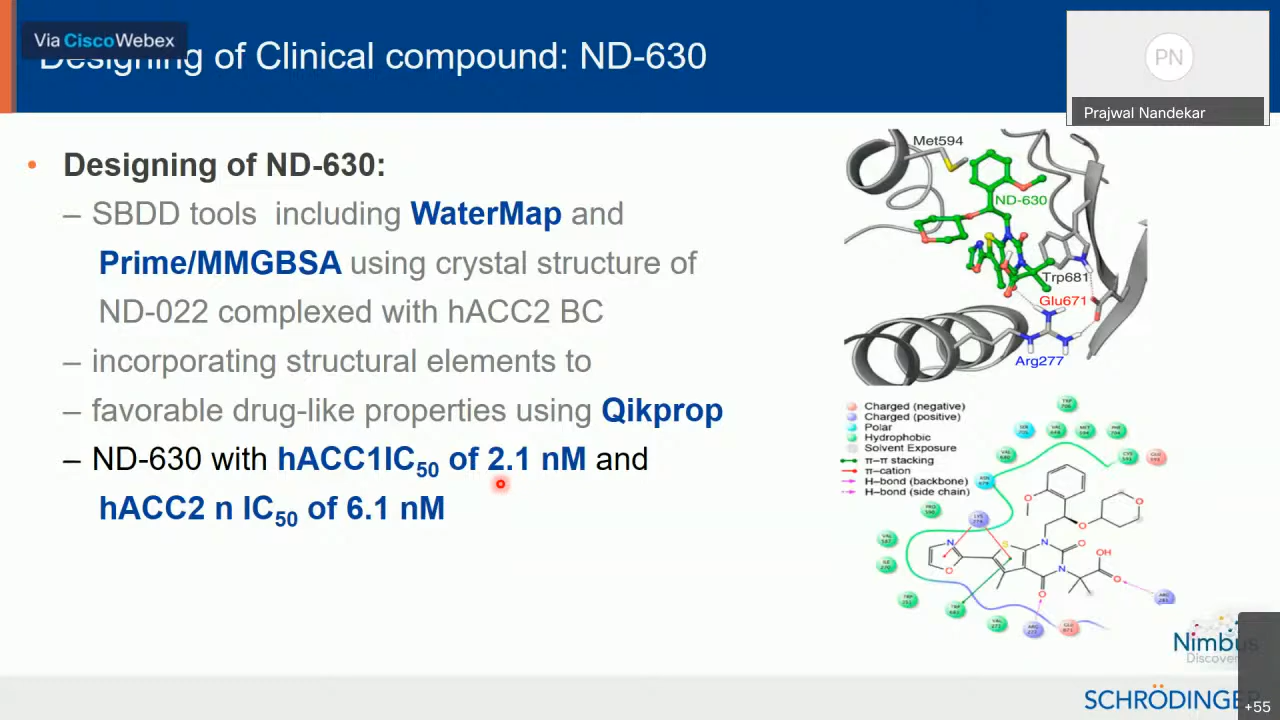 Via Cisco Webex
Designing of Clinical compound: ND-630
PN
Prajwal Nandekar
• Designing of ND-630:
– SBDD tools including WaterMap and
Prime/MMGBSA using crystal structure of
ND-022 complexed with hACC2 BC
– incorporating structural elements to
– favorable drug-like properties using Qikprop
– ND-630 with hACC1IC50 of 2.1 nM and
hACC2 n IC50 of 6.1 nM
Met594
ND-630
Trp681
Glu671
Arg277
Charged (negative)
Charged (positive)
Polar
Hydrophobic
Solvent Exposure
π-π stacking
π-cation
H-bond (backbone)
H-bond (side chain)
N
O
S
N
N
O
O
O
O
O
OH
O
Nimbus
Discover
SCHRÖDINGE
+55